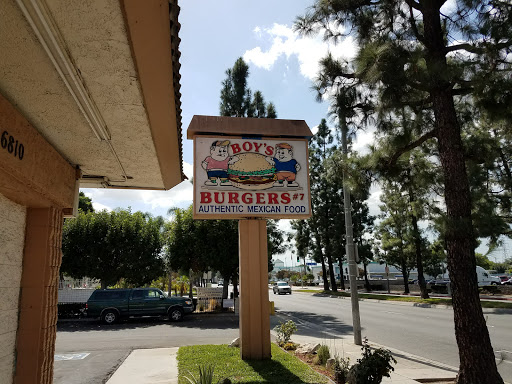 6810
BOY'S
BURGERS #7
AUTHENTIC MEXICAN FOOD